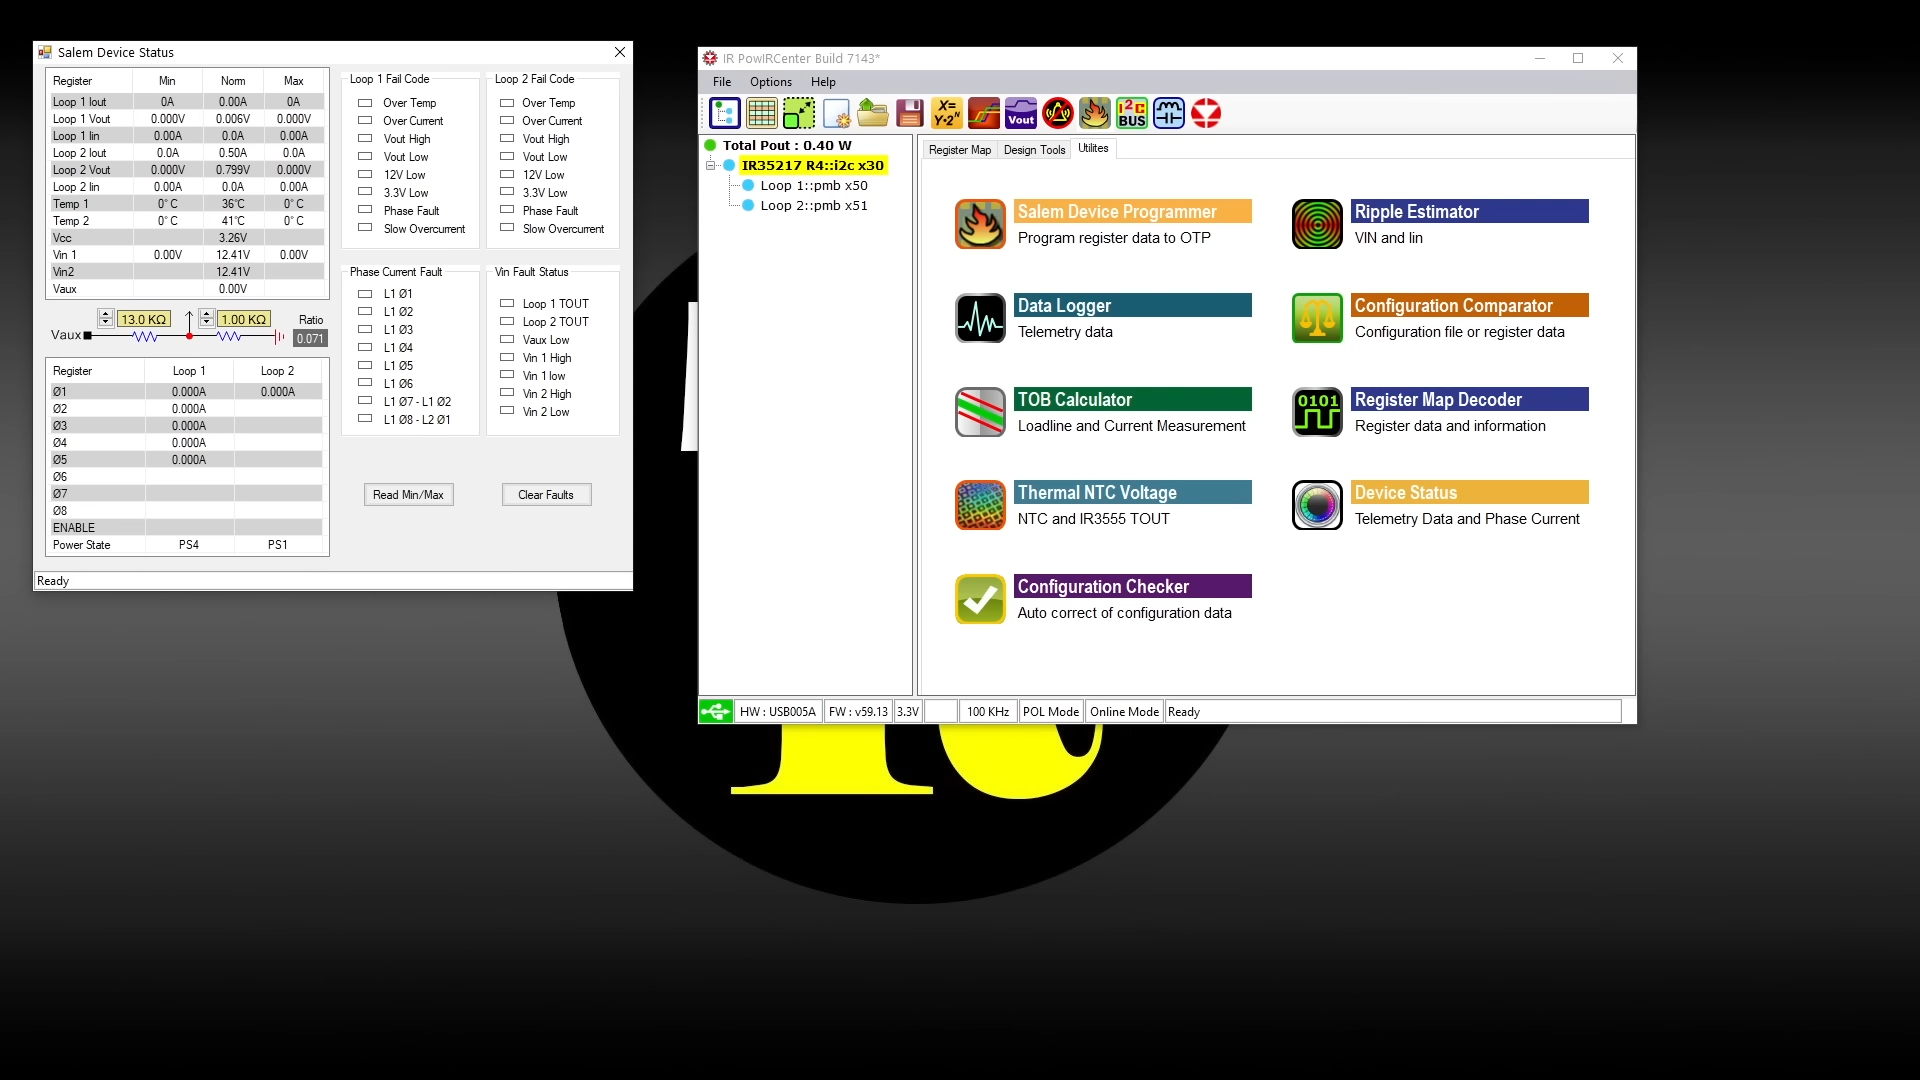 Salem Device Status
Register Min Norm Max
Loop 1 Iout 0A 0.00A 0A
Loop 1 Vout 0.000V 0.006V 0.000V
Loop 1 Iin 0.00A 0.0A 0.00A
Loop 2 Iout 0.0A 0.50A 0.0A
Loop 2 Vout 0.000V 0.799V 0.000V
Loop 2 Iin 0.00A 0.0A 0.00A
Temp 1 0° C 36°C 0° C
Temp 2 0° C 41°C 0° C
Vcc 3.26V
Vin 1 0.00V 12.41V 0.00V
Vin2 12.41V
Vaux 0.00V
13.0 KΩ 1.00 KΩ Ratio
Vaux 0.071
Register Loop 1 Loop 2
Ø1 0.000A 0.000A
Ø2 0.000A
Ø3 0.000A
Ø4 0.000A
Ø5 0.000A
Ø6
Ø7
Ø8
ENABLE
Power State PS4 PS1
Loop 1 Fail Code
Over Temp
Over Current
Vout High
Vout Low
12V Low
3.3V Low
Phase Fault
Slow Overcurrent
Loop 2 Fail Code
Over Temp
Over Current
Vout High
Vout Low
12V Low
3.3V Low
Phase Fault
Slow Overcurrent
Phase Current Fault
L1 Ø1
L1 Ø2
L1 Ø3
L1 Ø4
L1 Ø5
L1 Ø6
L1 Ø7 - L1 Ø2
L1 Ø8 - L2 Ø1
Vin Fault Status
Loop 1 TOUT
Loop 2 TOUT
Vaux Low
Vin 1 High
Vin 1 low
Vin 2 High
Vin 2 Low
Read Min/Max
Clear Faults
Ready
IR PowIRCenter Build 7143*
File Options Help
X=
Y·2ᴺ
Vout
I2C
BUS
Total Pout : 0.40 W
IR35217 R4::i2c x30
Loop 1::pmb x50
Loop 2::pmb x51
Register Map Design Tools Utilites
Salem Device Programmer
Program register data to OTP
Ripple Estimator
VIN and Iin
Data Logger
Telemetry data
Configuration Comparator
Configuration file or register data
TOB Calculator
Loadline and Current Measurement
0101
Register Map Decoder
Register data and information
Thermal NTC Voltage
NTC and IR3555 TOUT
Device Status
Telemetry Data and Phase Current
Configuration Checker
Auto correct of configuration data
HW : USB005A FW : v59.13 3.3V 100 KHz POL Mode Online Mode Ready